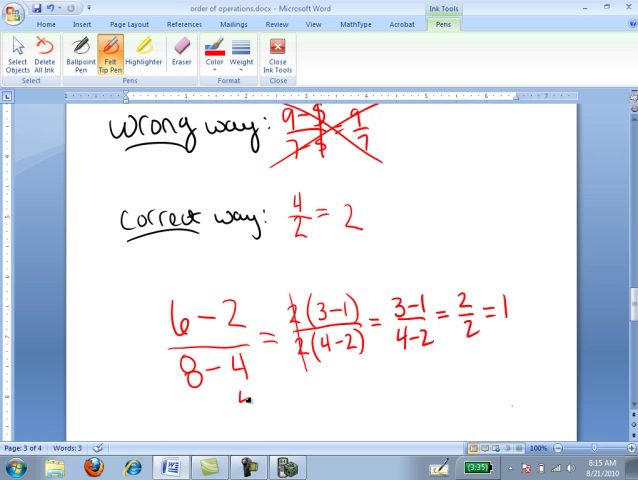 order of operations.docx - Microsoft Word
Ink Tools
Home Insert Page Layout References Mailings Review View MathType Acrobat Pens
Select Objects Delete All Ink Ballpoint Pen Felt Tip Pen Highlighter Eraser Color Weight Close Ink Tools
Select Pens Format Close
wrong way: (9-5)/(7-5) = 9/7
correct way: 4/2 = 2
(6-2)/(8-4) = 2(3-1)/2(4-2) = (3-1)/(4-2) = 2/2 = 1
Page: 3 of 4 Words: 3 100%
(3:35) 8:15 AM
8/21/2010